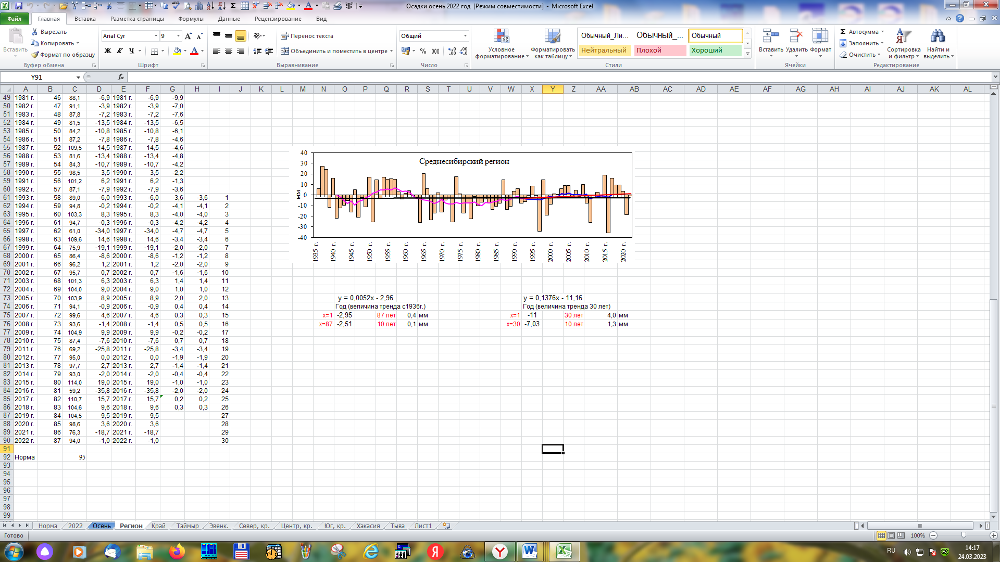 Осадки осень 2022 год  [Режим совместимости]  -  Microsoft Excel
Файл Главная Вставка Разметка страницы Формулы Данные Рецензирование Вид
Вставить Вырезать Копировать Формат по образцу
Буфер обмена
Arial Cyr 9
Ж К Ч
Шрифт
Перенос текста
Объединить и поместить в центре
Выравнивание
Общий
% 000
Число
Условное форматирование Форматировать как таблицу
Обычный_Ли... Обычный_... Обычный
Нейтральный Плохой Хороший
Стили
Вставить Удалить Формат
Ячейки
Σ Автосумма Заполнить Очистить
Сортировка и фильтр Найти и выделить
Редактирование
Y91 fx
A B C D E F G H I J K L M N O P Q R S T U V W X Y Z AA AB AC AD AE AF AG AH AI AJ AK AL
49 1981 г. 46 88,1 -6,9 1981 г. -6,9 -9,9
50 1982 г. 47 91,1 -3,9 1982 г. -3,9 -7,0
51 1983 г. 48 87,8 -7,2 1983 г. -7,2 -7,6
52 1984 г. 49 81,5 -13,5 1984 г. -13,5 -6,5
53 1985 г. 50 84,2 -10,8 1985 г. -10,8 -6,1
54 1986 г. 51 87,2 -7,8 1986 г. -7,8 -4,6
55 1987 г. 52 109,5 14,5 1987 г. 14,5 -4,6
56 1988 г. 53 81,6 -13,4 1988 г. -13,4 -4,8
57 1989 г. 54 84,3 -10,7 1989 г. -10,7 -4,2
58 1990 г. 55 98,5 3,5 1990 г. 3,5 -2,2
59 1991 г. 56 101,2 6,2 1991 г. 6,2 -1,3
60 1992 г. 57 87,1 -7,9 1992 г. -7,9 -3,6
61 1993 г. 58 89,0 -6,0 1993 г. -6,0 -3,6 -3,6 1
62 1994 г. 59 94,8 -0,2 1994 г. -0,2 -4,1 -4,1 2
63 1995 г. 60 103,3 8,3 1995 г. 8,3 -4,0 -4,0 3
64 1996 г. 61 94,7 -0,3 1996 г. -0,3 -4,2 -4,2 4
65 1997 г. 62 61,0 -34,0 1997 г. -34,0 -4,7 -4,7 5
66 1998 г. 63 109,6 14,6 1998 г. 14,6 -3,4 -3,4 6
67 1999 г. 64 75,9 -19,1 1999 г. -19,1 -2,0 -2,0 7
68 2000 г. 65 86,4 -8,6 2000 г. -8,6 -1,2 -1,2 8
69 2001 г. 66 96,2 1,2 2001 г. 1,2 -2,0 -2,0 9
70 2002 г. 67 95,7 0,7 2002 г. 0,7 -1,6 -1,6 10
71 2003 г. 68 101,3 6,3 2003 г. 6,3 1,4 1,4 11
72 2004 г. 69 104,0 9,0 2004 г. 9,0 1,0 1,0 12
73 2005 г. 70 103,9 8,9 2005 г. 8,9 2,0 2,0 13
74 2006 г. 71 94,1 -0,9 2006 г. -0,9 0,4 0,4 14
75 2007 г. 72 99,6 4,6 2007 г. 4,6 0,3 0,3 15
76 2008 г. 73 93,6 -1,4 2008 г. -1,4 0,5 0,5 16
77 2009 г. 74 104,9 9,9 2009 г. 9,9 -0,2 -0,2 17
78 2010 г. 75 87,4 -7,6 2010 г. -7,6 0,7 0,7 18
79 2011 г. 76 69,2 -25,8 2011 г. -25,8 -3,4 -3,4 19
80 2012 г. 77 95,0 0,0 2012 г. 0,0 -1,9 -1,9 20
81 2013 г. 78 97,7 2,7 2013 г. 2,7 -1,4 -1,4 21
82 2014 г. 79 93,0 -2,0 2014 г. -2,0 -0,4 -0,4 22
83 2015 г. 80 114,0 19,0 2015 г. 19,0 -1,0 -1,0 23
84 2016 г. 81 59,2 -35,8 2016 г. -35,8 -2,0 -2,0 24
85 2017 г. 82 110,7 15,7 2017 г. 15,7 0,2 0,2 25
86 2018 г. 83 104,6 9,6 2018 г. 9,6 0,3 0,3 26
87 2019 г. 84 104,5 9,5 2019 г. 9,5 27
88 2020 г. 85 98,6 3,6 2020 г. 3,6 28
89 2021 г. 86 76,3 -18,7 2021 г. -18,7 29
90 2022 г. 87 94,0 -1,0 2022 г. -1,0 30
91
92 Норма 95
93
94
95
96
97
98
99
Среднесибирский регион
40
30
20
10
0
-10
-20
-30
-40
мм
1935 г. 1940 г. 1945 г. 1950 г. 1955 г. 1960 г. 1965 г. 1970 г. 1975 г. 1980 г. 1985 г. 1990 г. 1995 г. 2000 г. 2005 г. 2010 г. 2015 г. 2020 г.
y = 0,0052x - 2,96
Год (величина тренда с1936г.)
x=1 -2,95 87 лет 0,4 мм
x=87 -2,51 10 лет 0,1 мм
y = 0,1376x - 11,16
Год (величина тренда 30 лет)
x=1 -11 30 лет 4,0 мм
x=30 -7,03 10 лет 1,3 мм
Норма 2022 Осень Регион Край Таймыр Эвенк. Север, кр. Центр, кр. Юг, кр. Хакасия Тыва Лист1
Готово 100%
RU 14:17
24.03.2023